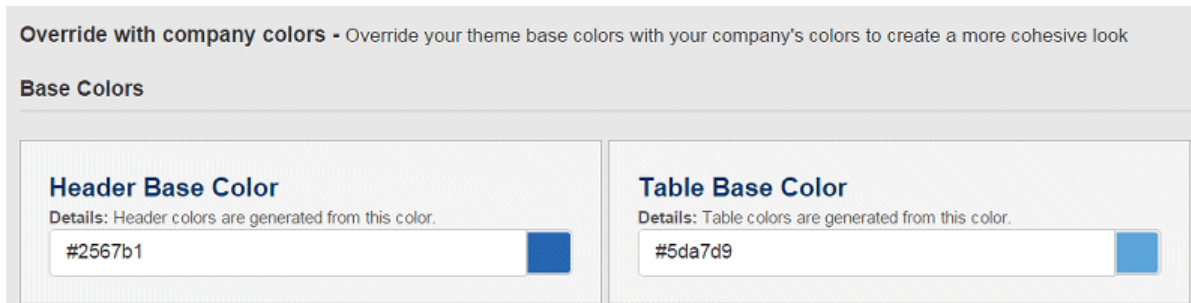 Override with company colors - Override your theme base colors with your company's colors to create a more cohesive look
Base Colors
Header Base Color
Details: Header colors are generated from this color.
#2567b1
Table Base Color
Details: Table colors are generated from this color.
#5da7d9